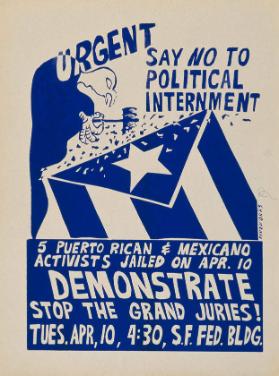 URGENT
SAY NO TO
POLITICAL
INTERNMENT
5 PUERTO RICAN & MEXICANO
ACTIVISTS JAILED ON APR. 10
DEMONSTRATE
STOP THE GRAND JURIES!
TUES. APR, 10, 4:30, S.F. FED. BLDG.